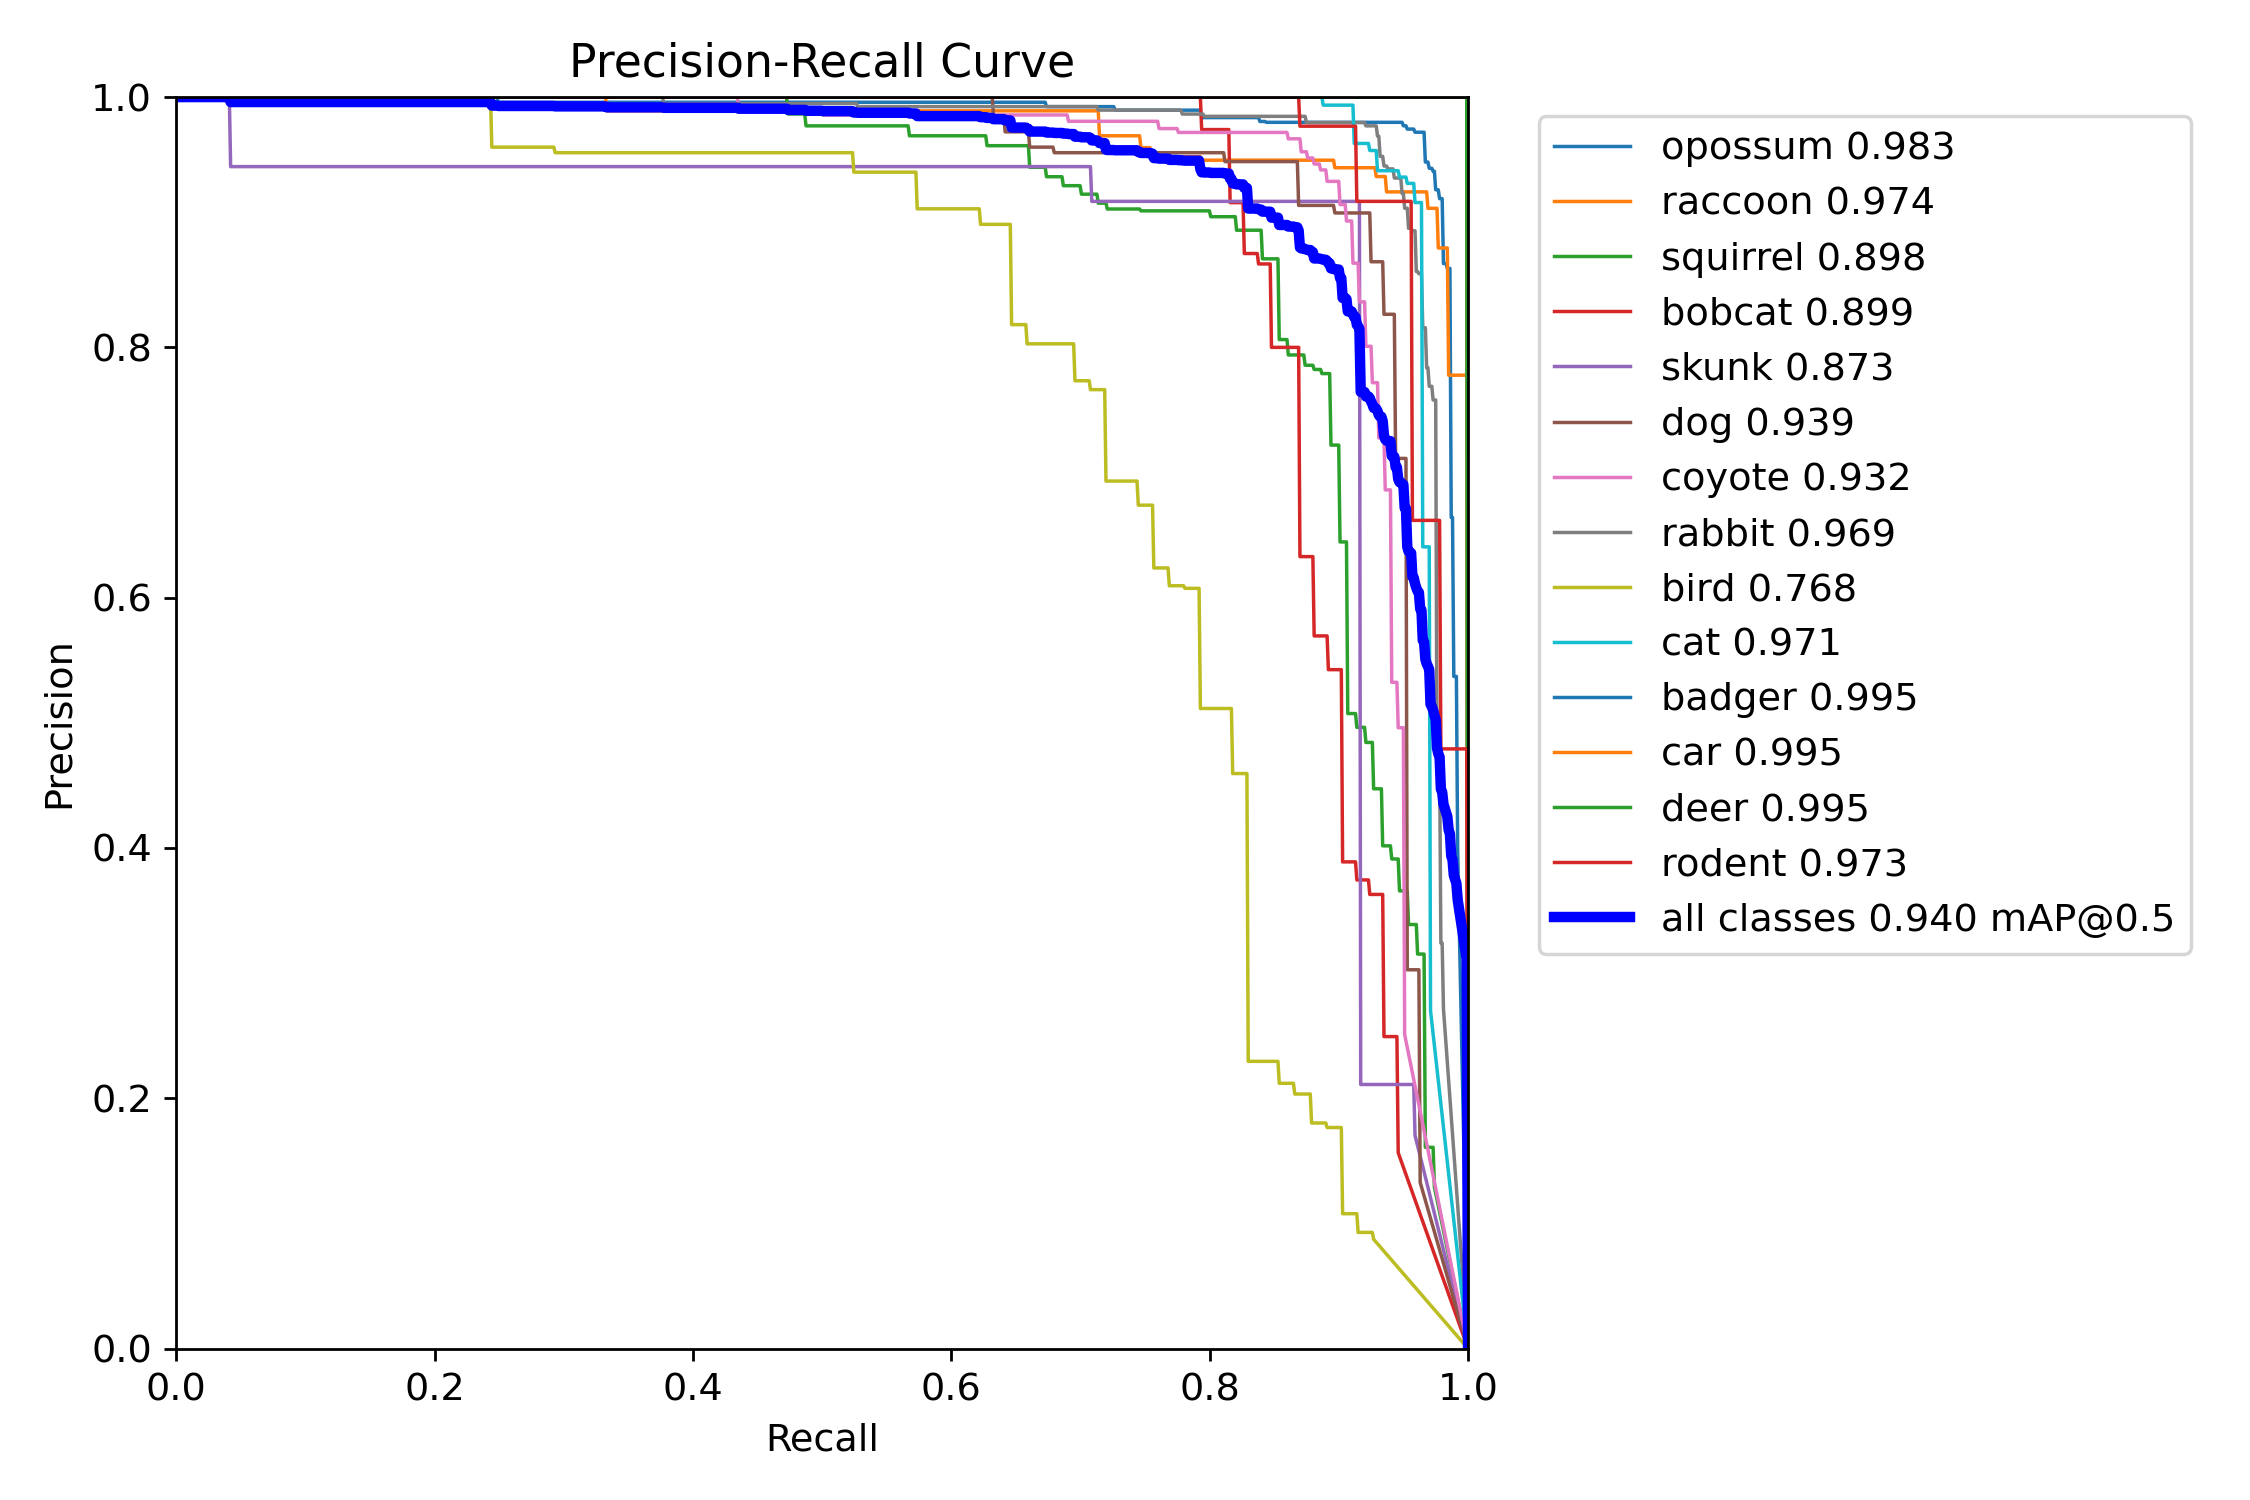 Precision-Recall Curve
1.0
0.8
0.6
0.4
0.2
0.0
Precision
0.0 0.2 0.4 0.6 0.8 1.0
Recall
opossum 0.983
raccoon 0.974
squirrel 0.898
bobcat 0.899
skunk 0.873
dog 0.939
coyote 0.932
rabbit 0.969
bird 0.768
cat 0.971
badger 0.995
car 0.995
deer 0.995
rodent 0.973
all classes 0.940 mAP@0.5